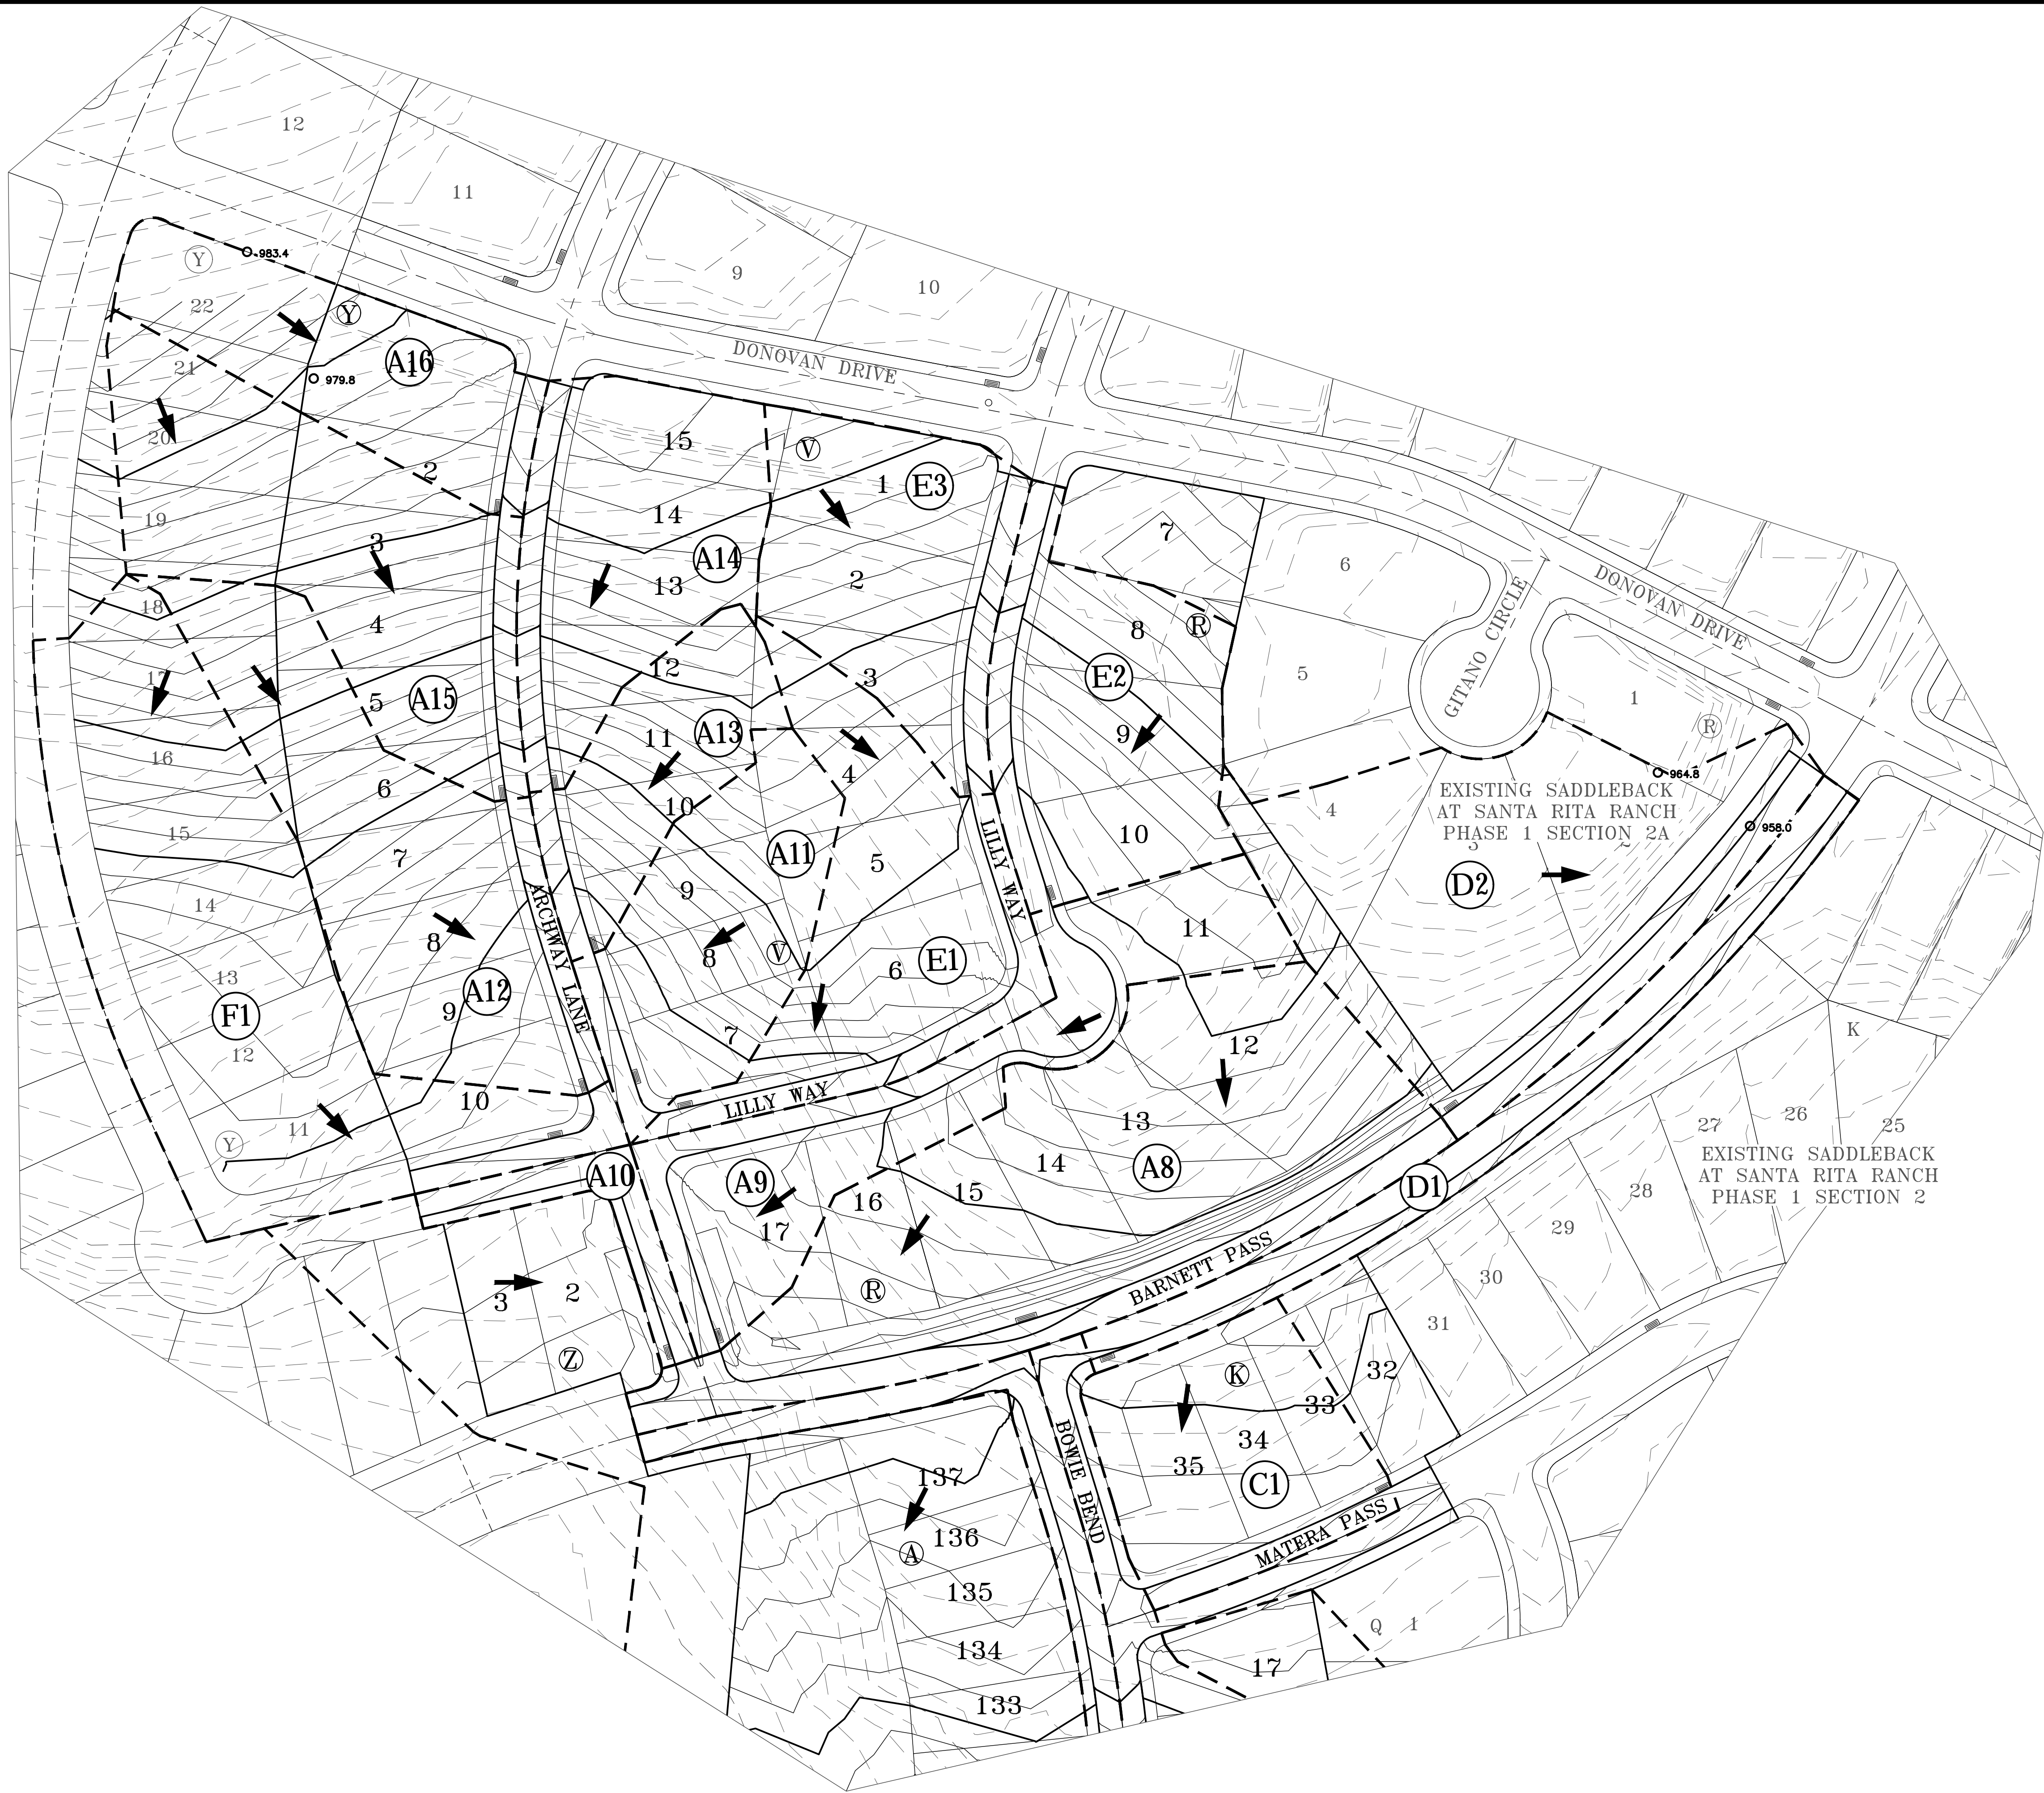 12
11
9
10
Y
983.4
22
Y
A16
979.8
21
20
19
18
17
16
15
14
13
12
11
Y
2
3
4
5
6
7
8
9
10
A15
A12
F1
DONOVAN DRIVE
15
V
1
E3
14
A14
13
2
12
3
A13
11
4
10
A11
9
5
8
V
6
E1
7
ARCHWAY LANE
LILLY WAY
LILLY WAY
7
R
8
E2
9
10
11
12
13
14
15
16
17
A8
A9
A10
R
6
5
4
GITANO CIRCLE
DONOVAN DRIVE
1
R
964.8
EXISTING SADDLEBACK
AT SANTA RITA RANCH
PHASE 1 SECTION 2A
3
958.0
D2
D1
BARNETT PASS
K
27
26
25
EXISTING SADDLEBACK
AT SANTA RITA RANCH
PHASE 1 SECTION 2
28
29
30
31
32
33
34
35
K
C1
3
2
Z
BOWIE BEND
MATERA PASS
137
136
A
135
134
133
17
Q 1